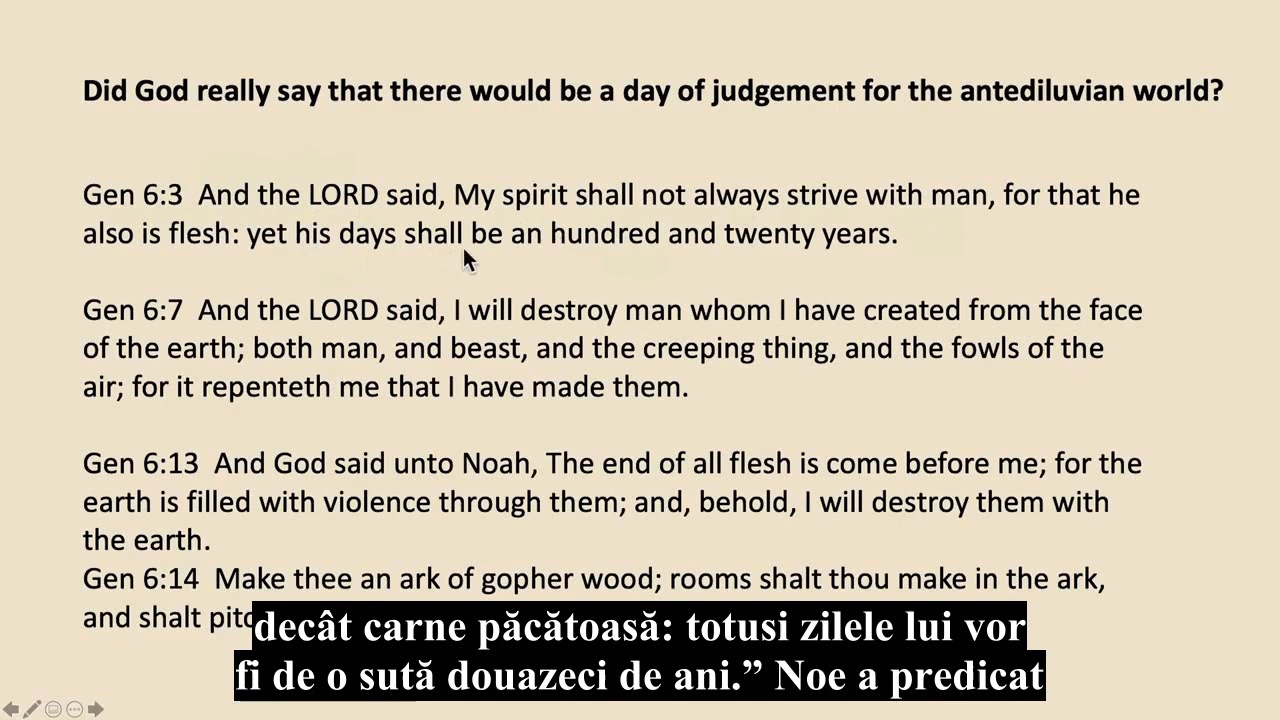 Did God really say that there would be a day of judgement for the antediluvian world?
Gen 6:3 And the LORD said, My spirit shall not always strive with man, for that he
also is flesh: yet his days shall be an hundred and twenty years.
Gen 6:7 And the LORD said, I will destroy man whom I have created from the face
of the earth; both man, and beast, and the creeping thing, and the fowls of the
air; for it repenteth me that I have made them.
Gen 6:13 And God said unto Noah, The end of all flesh is come before me; for the
earth is filled with violence through them; and, behold, I will destroy them with
the earth.
Gen 6:14 Make thee an ark of gopher wood; rooms shalt thou make in the ark,
and shalt
decât carne păcătoasă: totusi zilele lui vor
fi de o sută douazeci de ani.” Noe a predicat